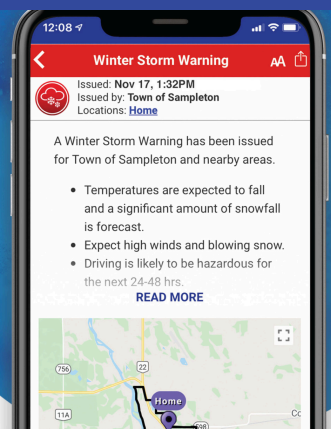 12:08
Winter Storm Warning
AA
Issued: Nov 17, 1:32PM
Issued by: Town of Sampleton
Locations: Home
A Winter Storm Warning has been issued
for Town of Sampleton and nearby areas.
• Temperatures are expected to fall
and a significant amount of snowfall
is forecast.
• Expect high winds and blowing snow.
• Driving is likely to be hazardous for
the next 24-48 hrs.
READ MORE
756
22
Home
11A
59B
Co